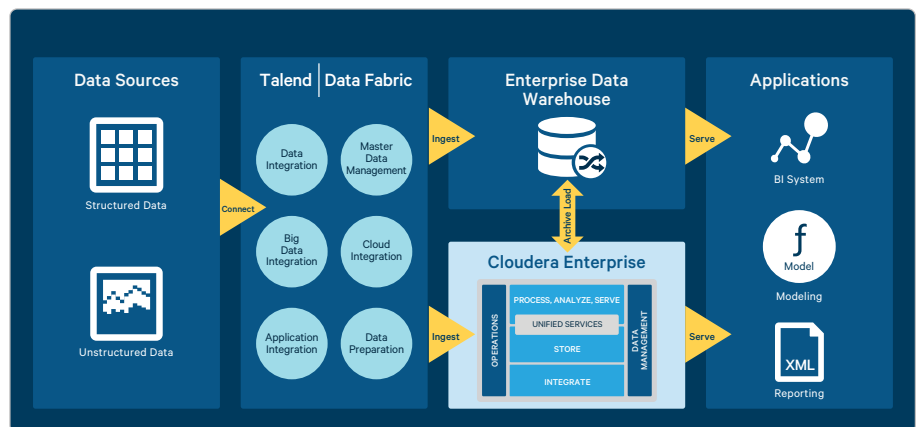 Data Sources
Structured Data
Unstructured Data
Connect
Talend | Data Fabric
Data
Integration
Master
Data
Management
Big
Data
Integration
Cloud
Integration
Application
Integration
Data
Preparation
Ingest
Ingest
Enterprise Data
Warehouse
Archive Load
Cloudera Enterprise
OPERATIONS
PROCESS, ANALYZE, SERVE
UNIFIED SERVICES
STORE
INTEGRATE
DATA
MANAGEMENT
Serve
Serve
Applications
BI System
ƒ
Model
Modeling
XML
Reporting